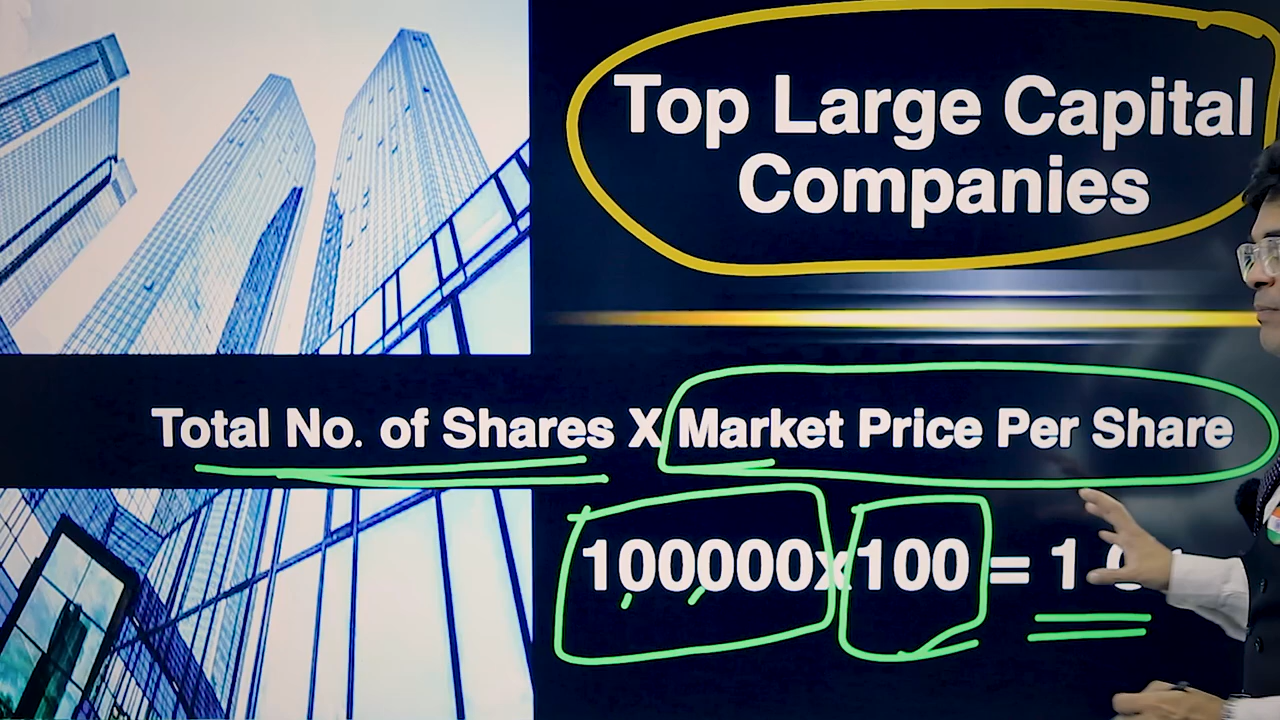 Top Large Capital
Companies
Total No. of Shares X Market Price Per Share
100000x100 = 1